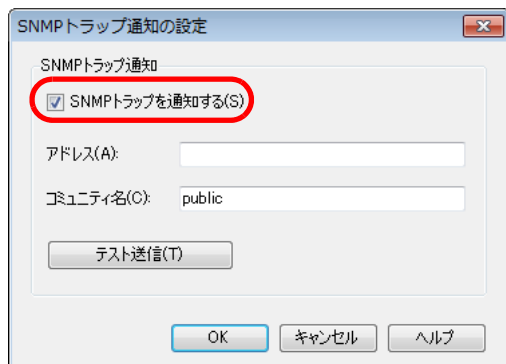 SNMPトラップ通知の設定
SNMPトラップ通知
SNMPトラップを通知する(S)
アドレス(A):
コミュニティ名(C): public
テスト送信(T)
OK キャンセル ヘルプ